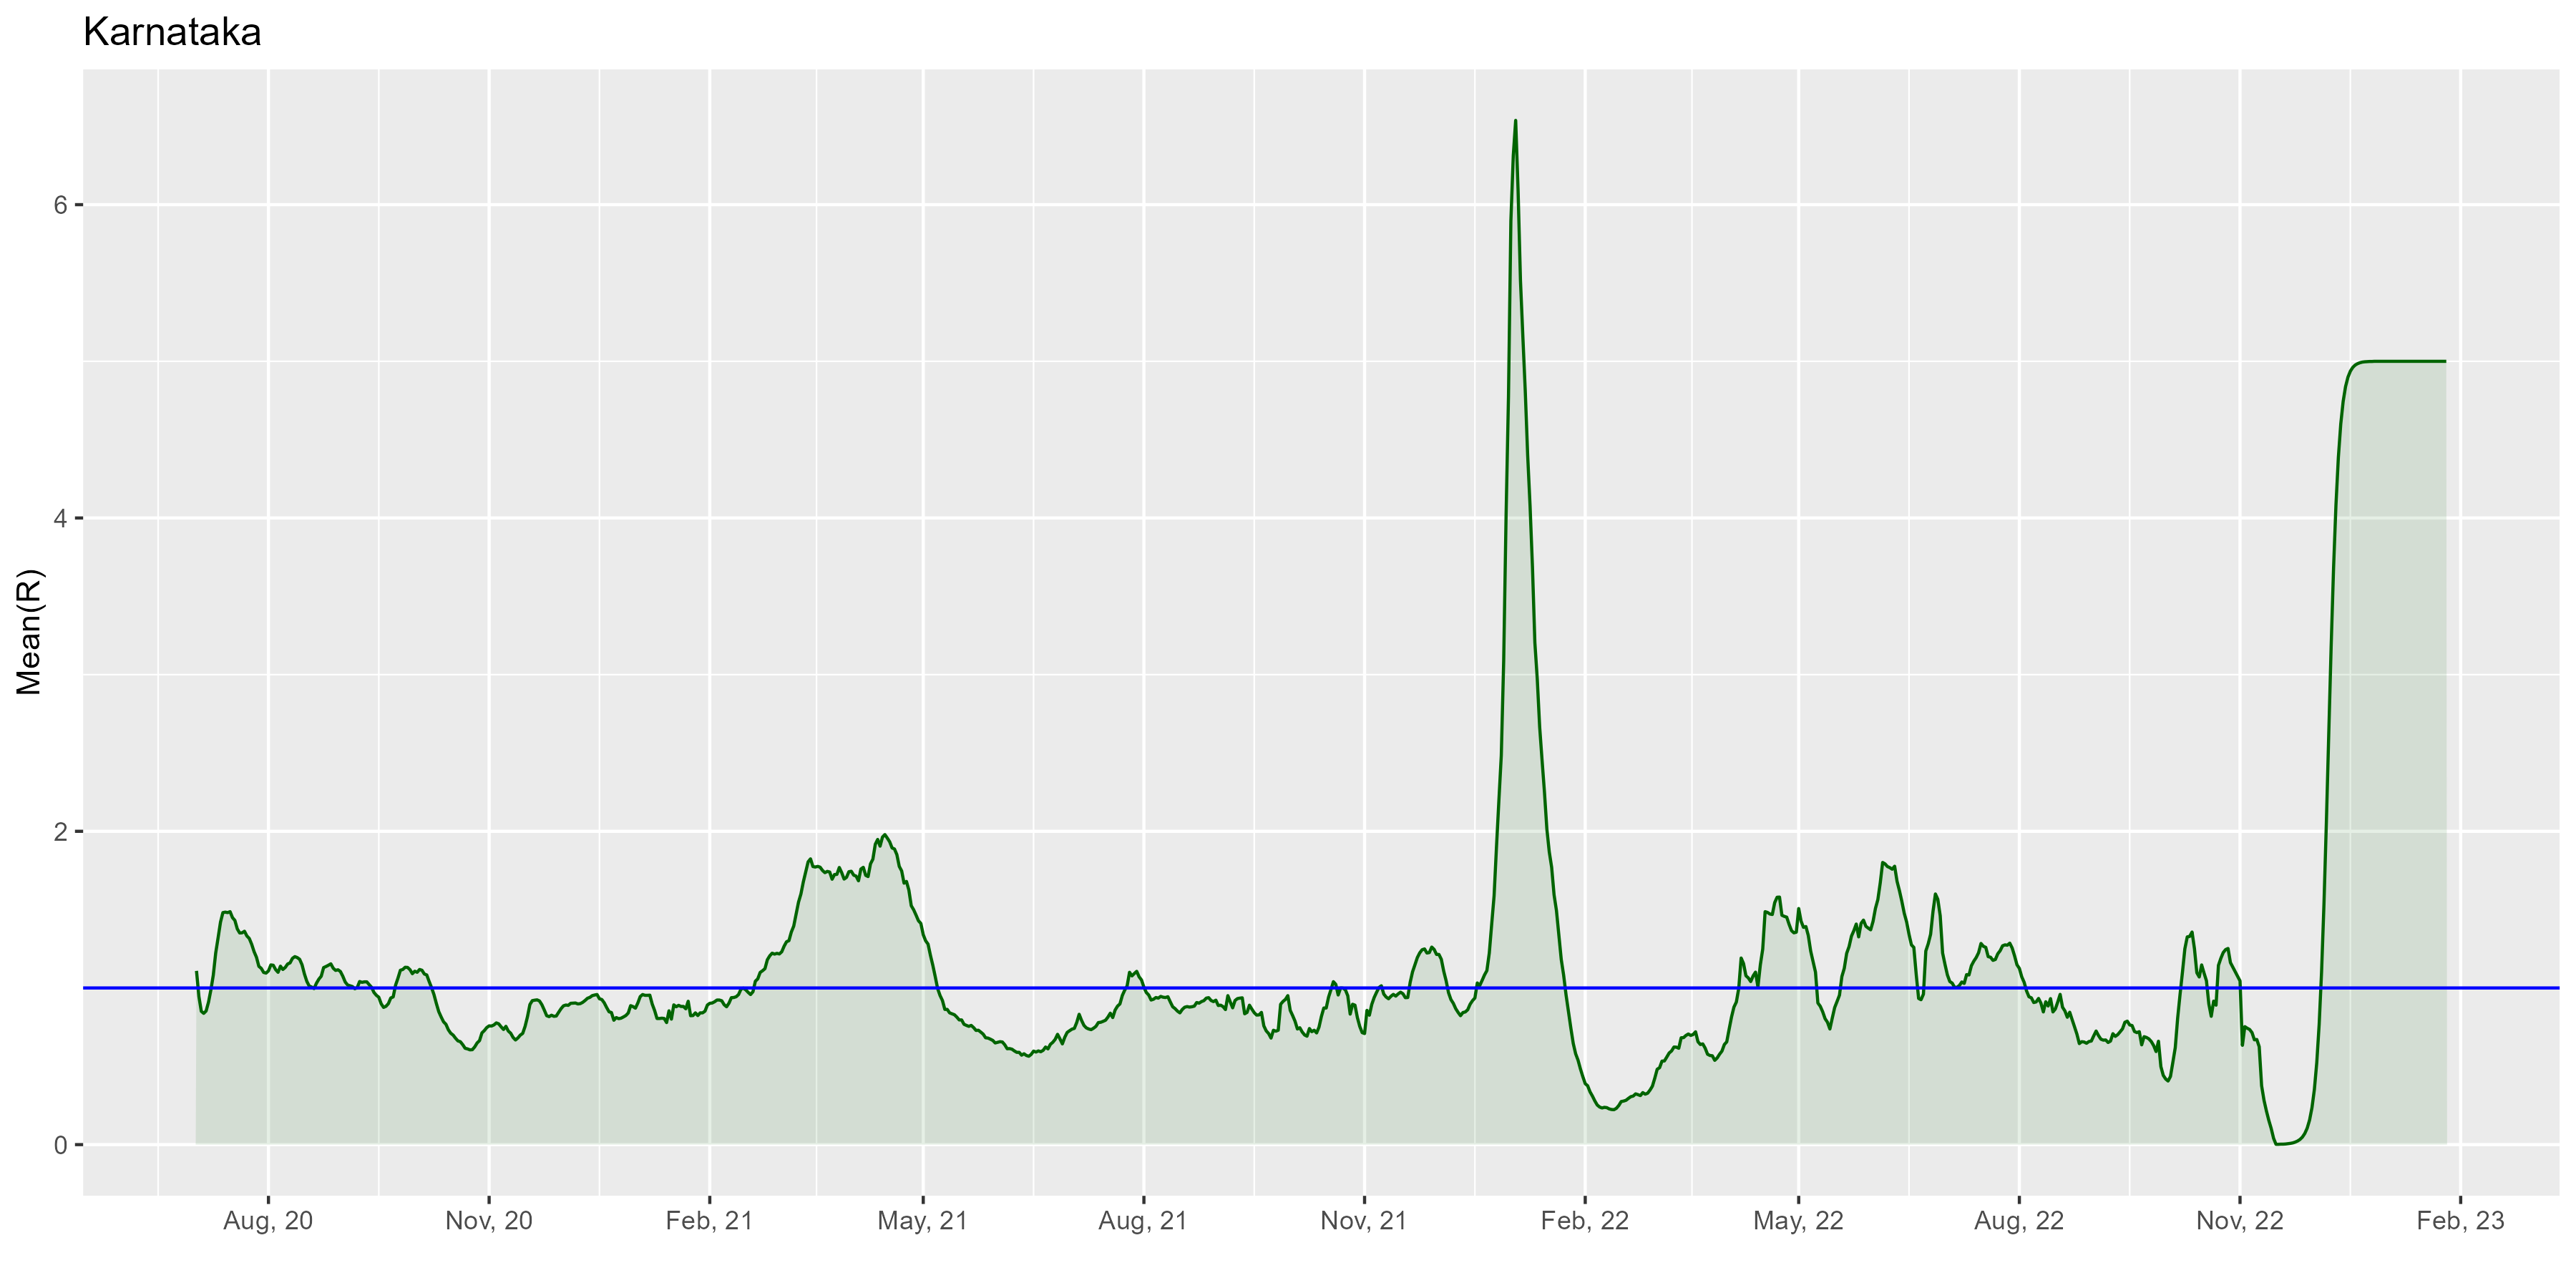 Karnataka
Mean(R)
6
4
2
0
Aug, 20
Nov, 20
Feb, 21
May, 21
Aug, 21
Nov, 21
Feb, 22
May, 22
Aug, 22
Nov, 22
Feb, 23